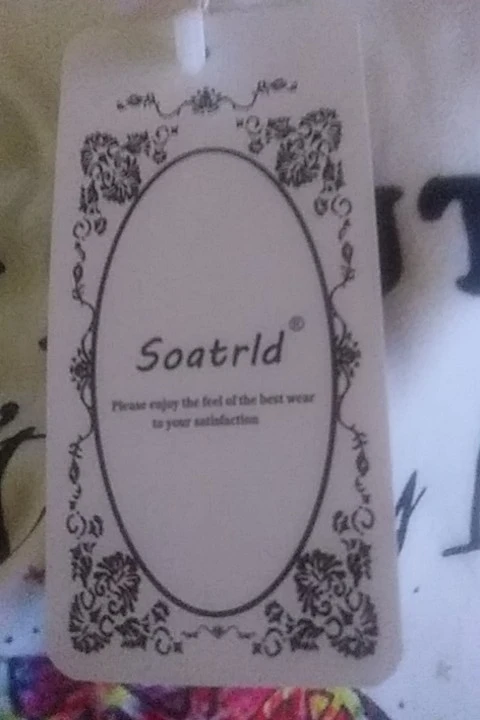 Soatrld®
Please enjoy the feel of the best wear
to your satisfaction